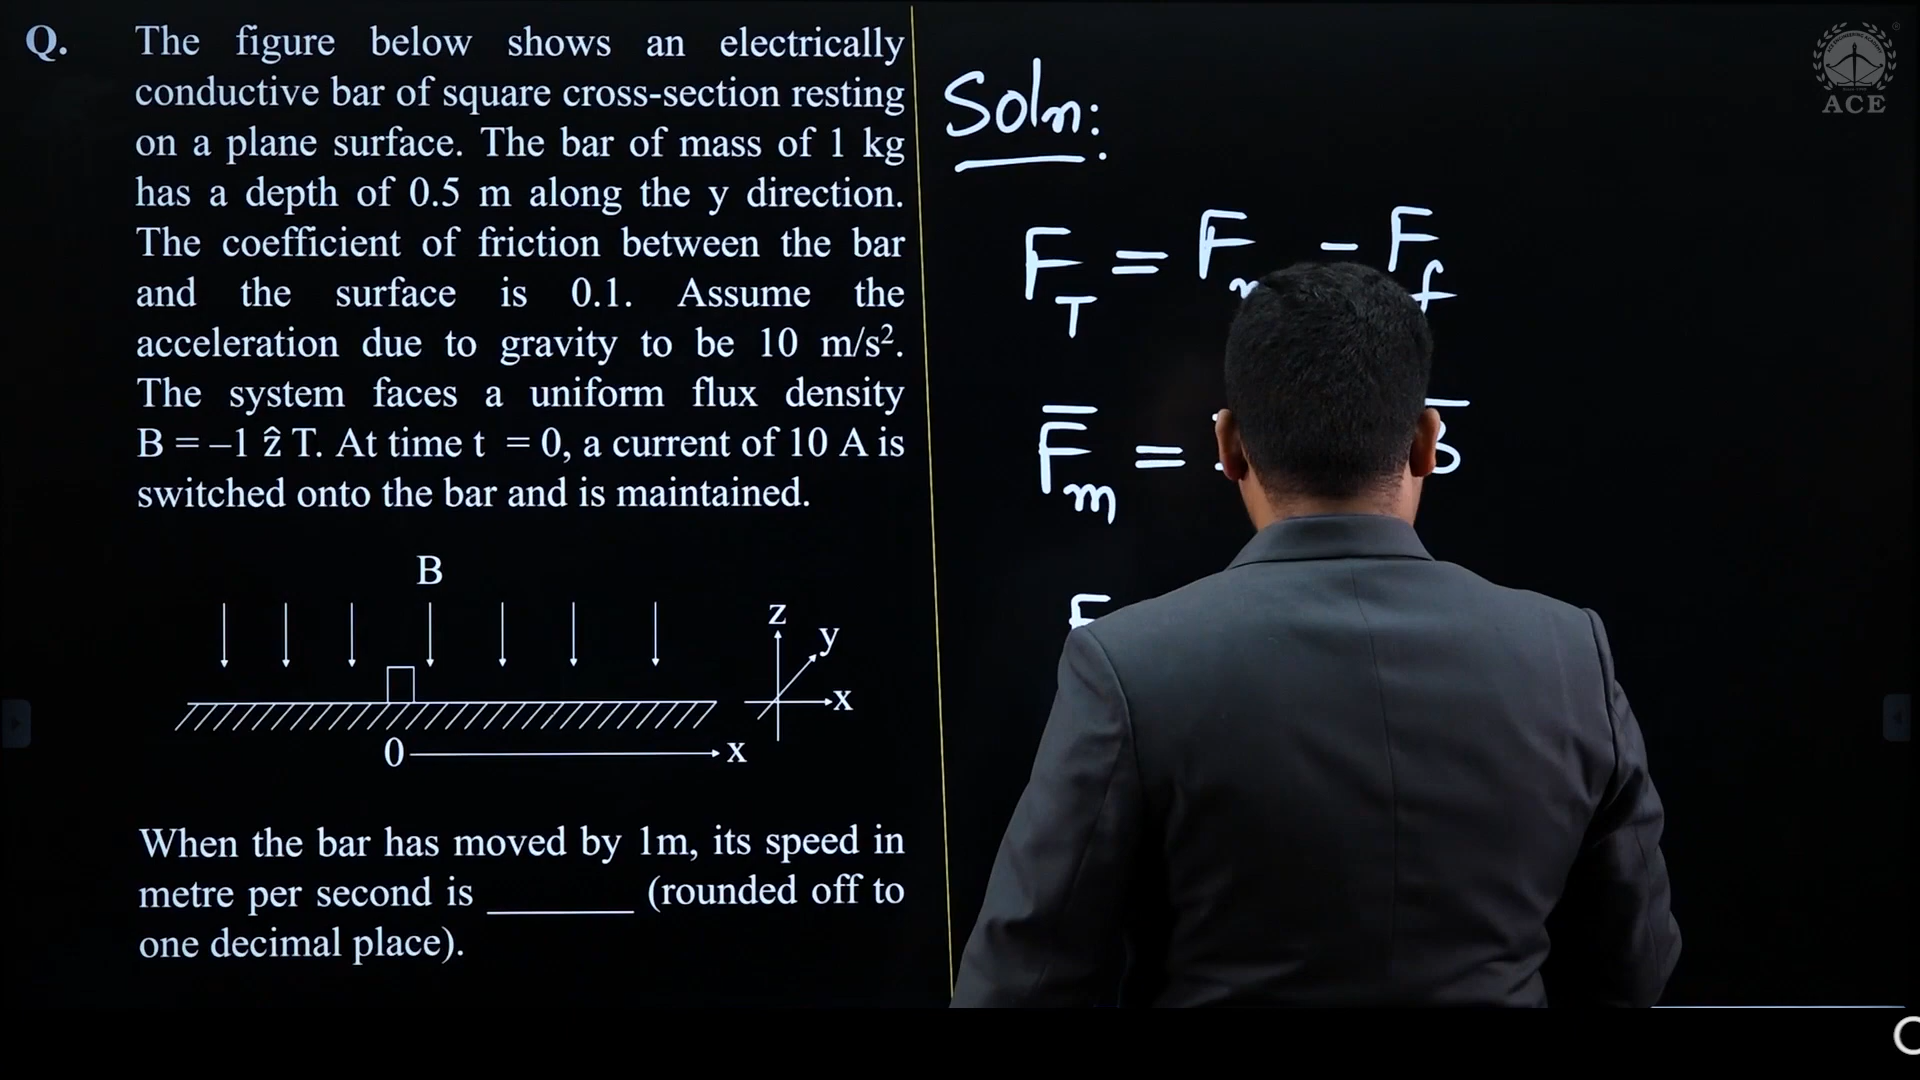 Q. The figure below shows an electrically
conductive bar of square cross-section resting
on a plane surface. The bar of mass of 1 kg
has a depth of 0.5 m along the y direction.
The coefficient of friction between the bar
and the surface is 0.1. Assume the
acceleration due to gravity to be 10 m/s².
The system faces a uniform flux density
B = –1 ẑ T. At time t = 0, a current of 10 A is
switched onto the bar and is maintained.
B
z
y
x
0
x
When the bar has moved by 1m, its speed in
metre per second is ________ (rounded off to
one decimal place).
Soln:
F_T = F – F_f
F̅_m =
F
ACE